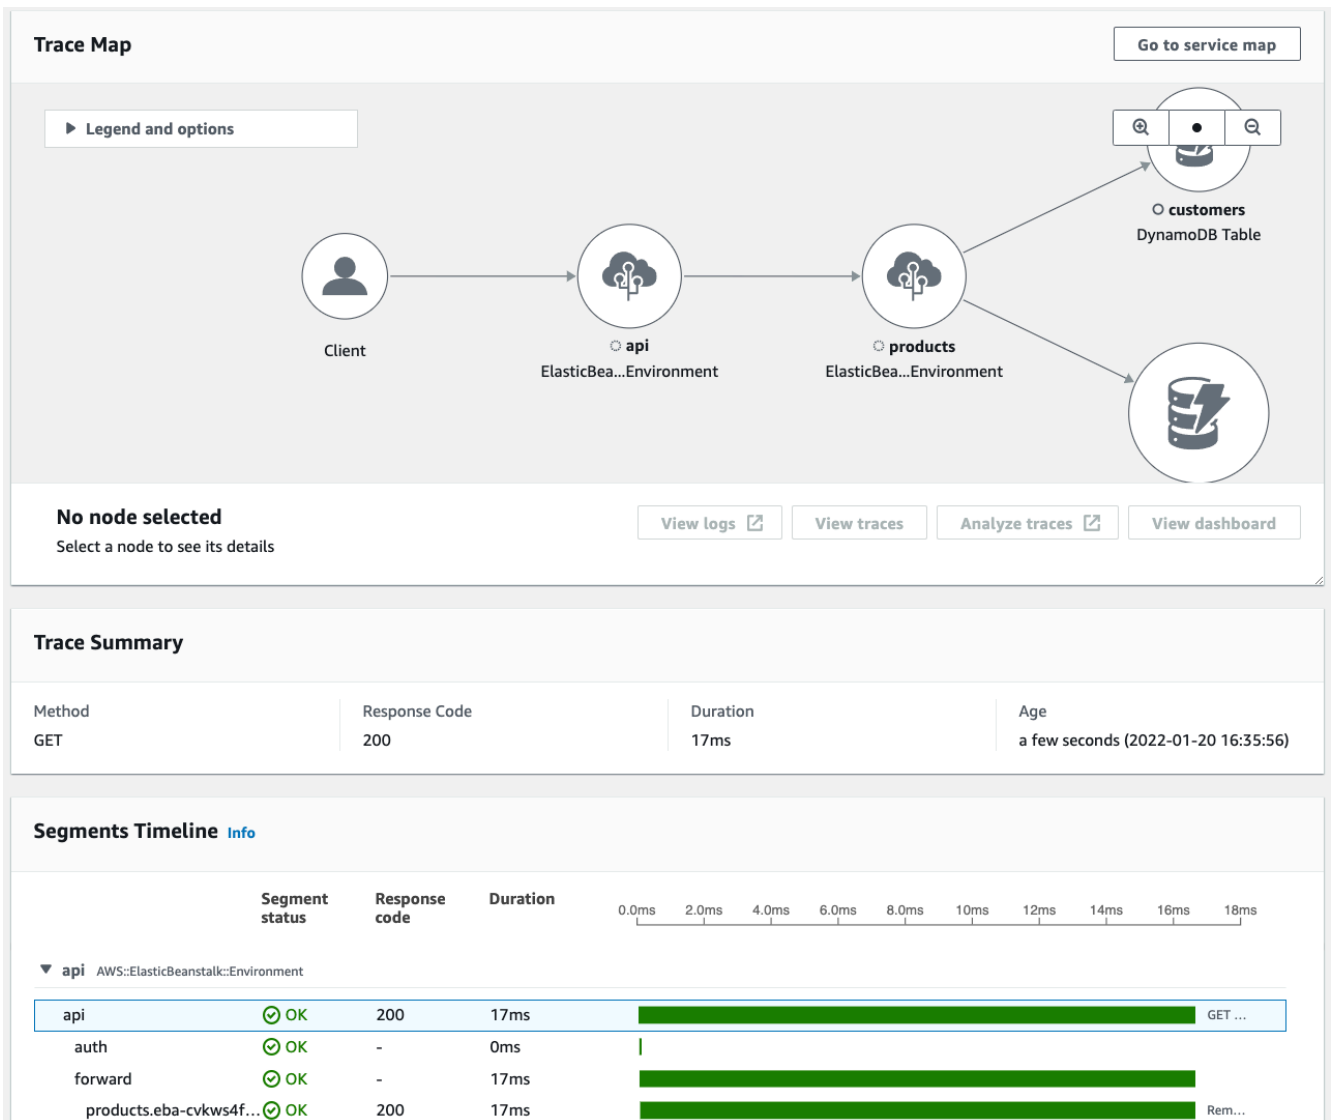 Trace Map
Go to service map
Legend and options
customers
DynamoDB Table
Client
api
ElasticBea...Environment
products
ElasticBea...Environment
No node selected
Select a node to see its details
View logs
View traces
Analyze traces
View dashboard
Trace Summary
Method
GET
Response Code
200
Duration
17ms
Age
a few seconds (2022-01-20 16:35:56)
Segments Timeline Info
Segment status
Response code
Duration
0.0ms 2.0ms 4.0ms 6.0ms 8.0ms 10ms 12ms 14ms 16ms 18ms
api AWS::ElasticBeanstalk::Environment
api OK 200 17ms GET ...
auth OK - 0ms
forward OK - 17ms
products.eba-cvkws4f... OK 200 17ms Rem...